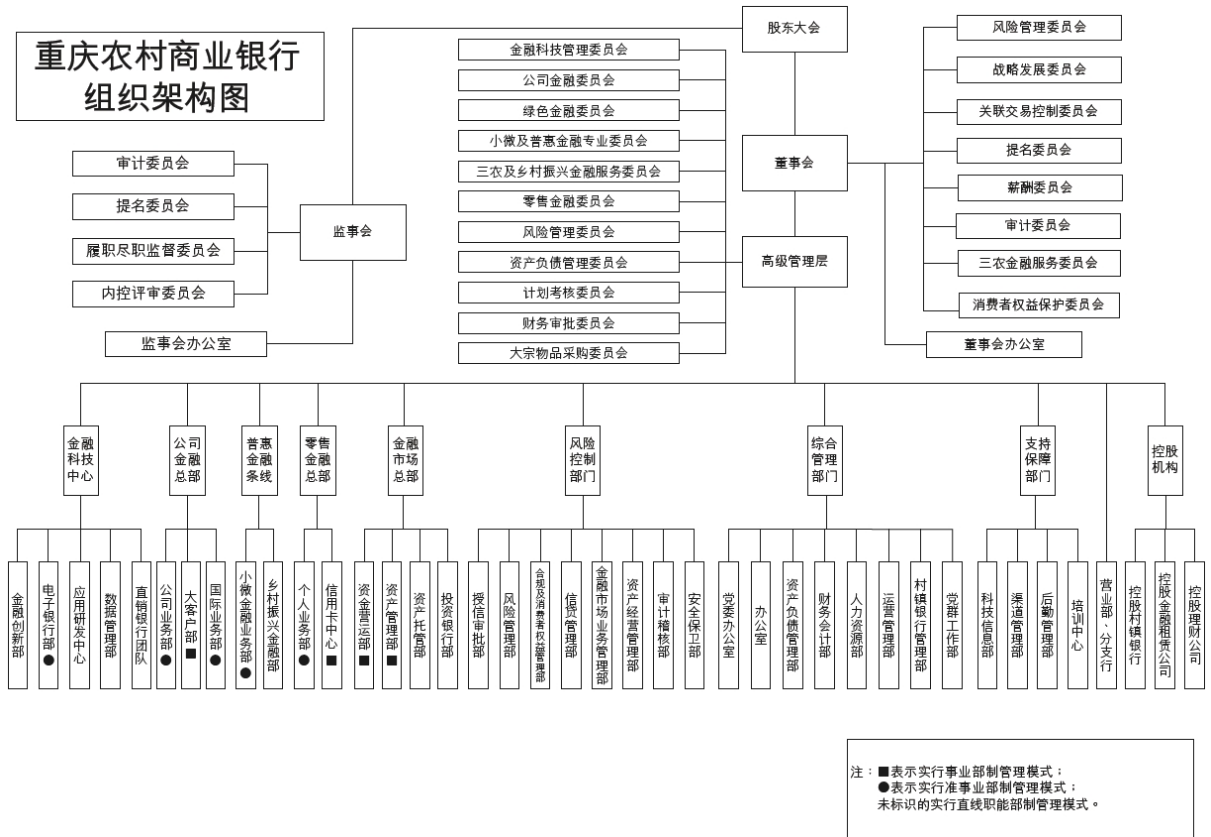 重庆农村商业银行
组织架构图
股东大会
董事会
高级管理层
监事会
审计委员会
提名委员会
履职尽职监督委员会
内控评审委员会
监事会办公室
金融科技管理委员会
公司金融委员会
绿色金融委员会
小微及普惠金融专业委员会
三农及乡村振兴金融服务委员会
零售金融委员会
风险管理委员会
资产负债管理委员会
计划考核委员会
财务审批委员会
大宗物品采购委员会
风险管理委员会
战略发展委员会
关联交易控制委员会
提名委员会
薪酬委员会
审计委员会
三农金融服务委员会
消费者权益保护委员会
董事会办公室
金融
科技
中心
公司
金融
总部
普惠
金融
条线
零售
金融
总部
金融
市场
总部
风险
控制
部门
综合
管理
部门
支持
保障
部门
控股
机构
金融创新部
电子银行部●
应用研发中心
数据管理部
直销银行团队
公司业务部●
大客户部■
国际业务部●
小微金融业务部●
乡村振兴金融部
个人业务部●
信用卡中心■
资金营运部■
资产管理部■
资产托管部
投资银行部
授信审批部
风险管理部
合规及消费者权益管理部
信贷管理部
金融市场业务管理部
资产经营管理部
审计稽核部
安全保卫部
党委办公室
办公室
资产负债管理部
财务会计部
人力资源部
运营管理部
村镇银行管理部
党群工作部
科技信息部
渠道管理部
后勤管理部
培训中心
营业部、分支行
控股村镇银行
控股金融租赁公司
控股理财公司
注：■表示实行事业部制管理模式；
●表示实行准事业部制管理模式；
未标识的实行直线职能部制管理模式。